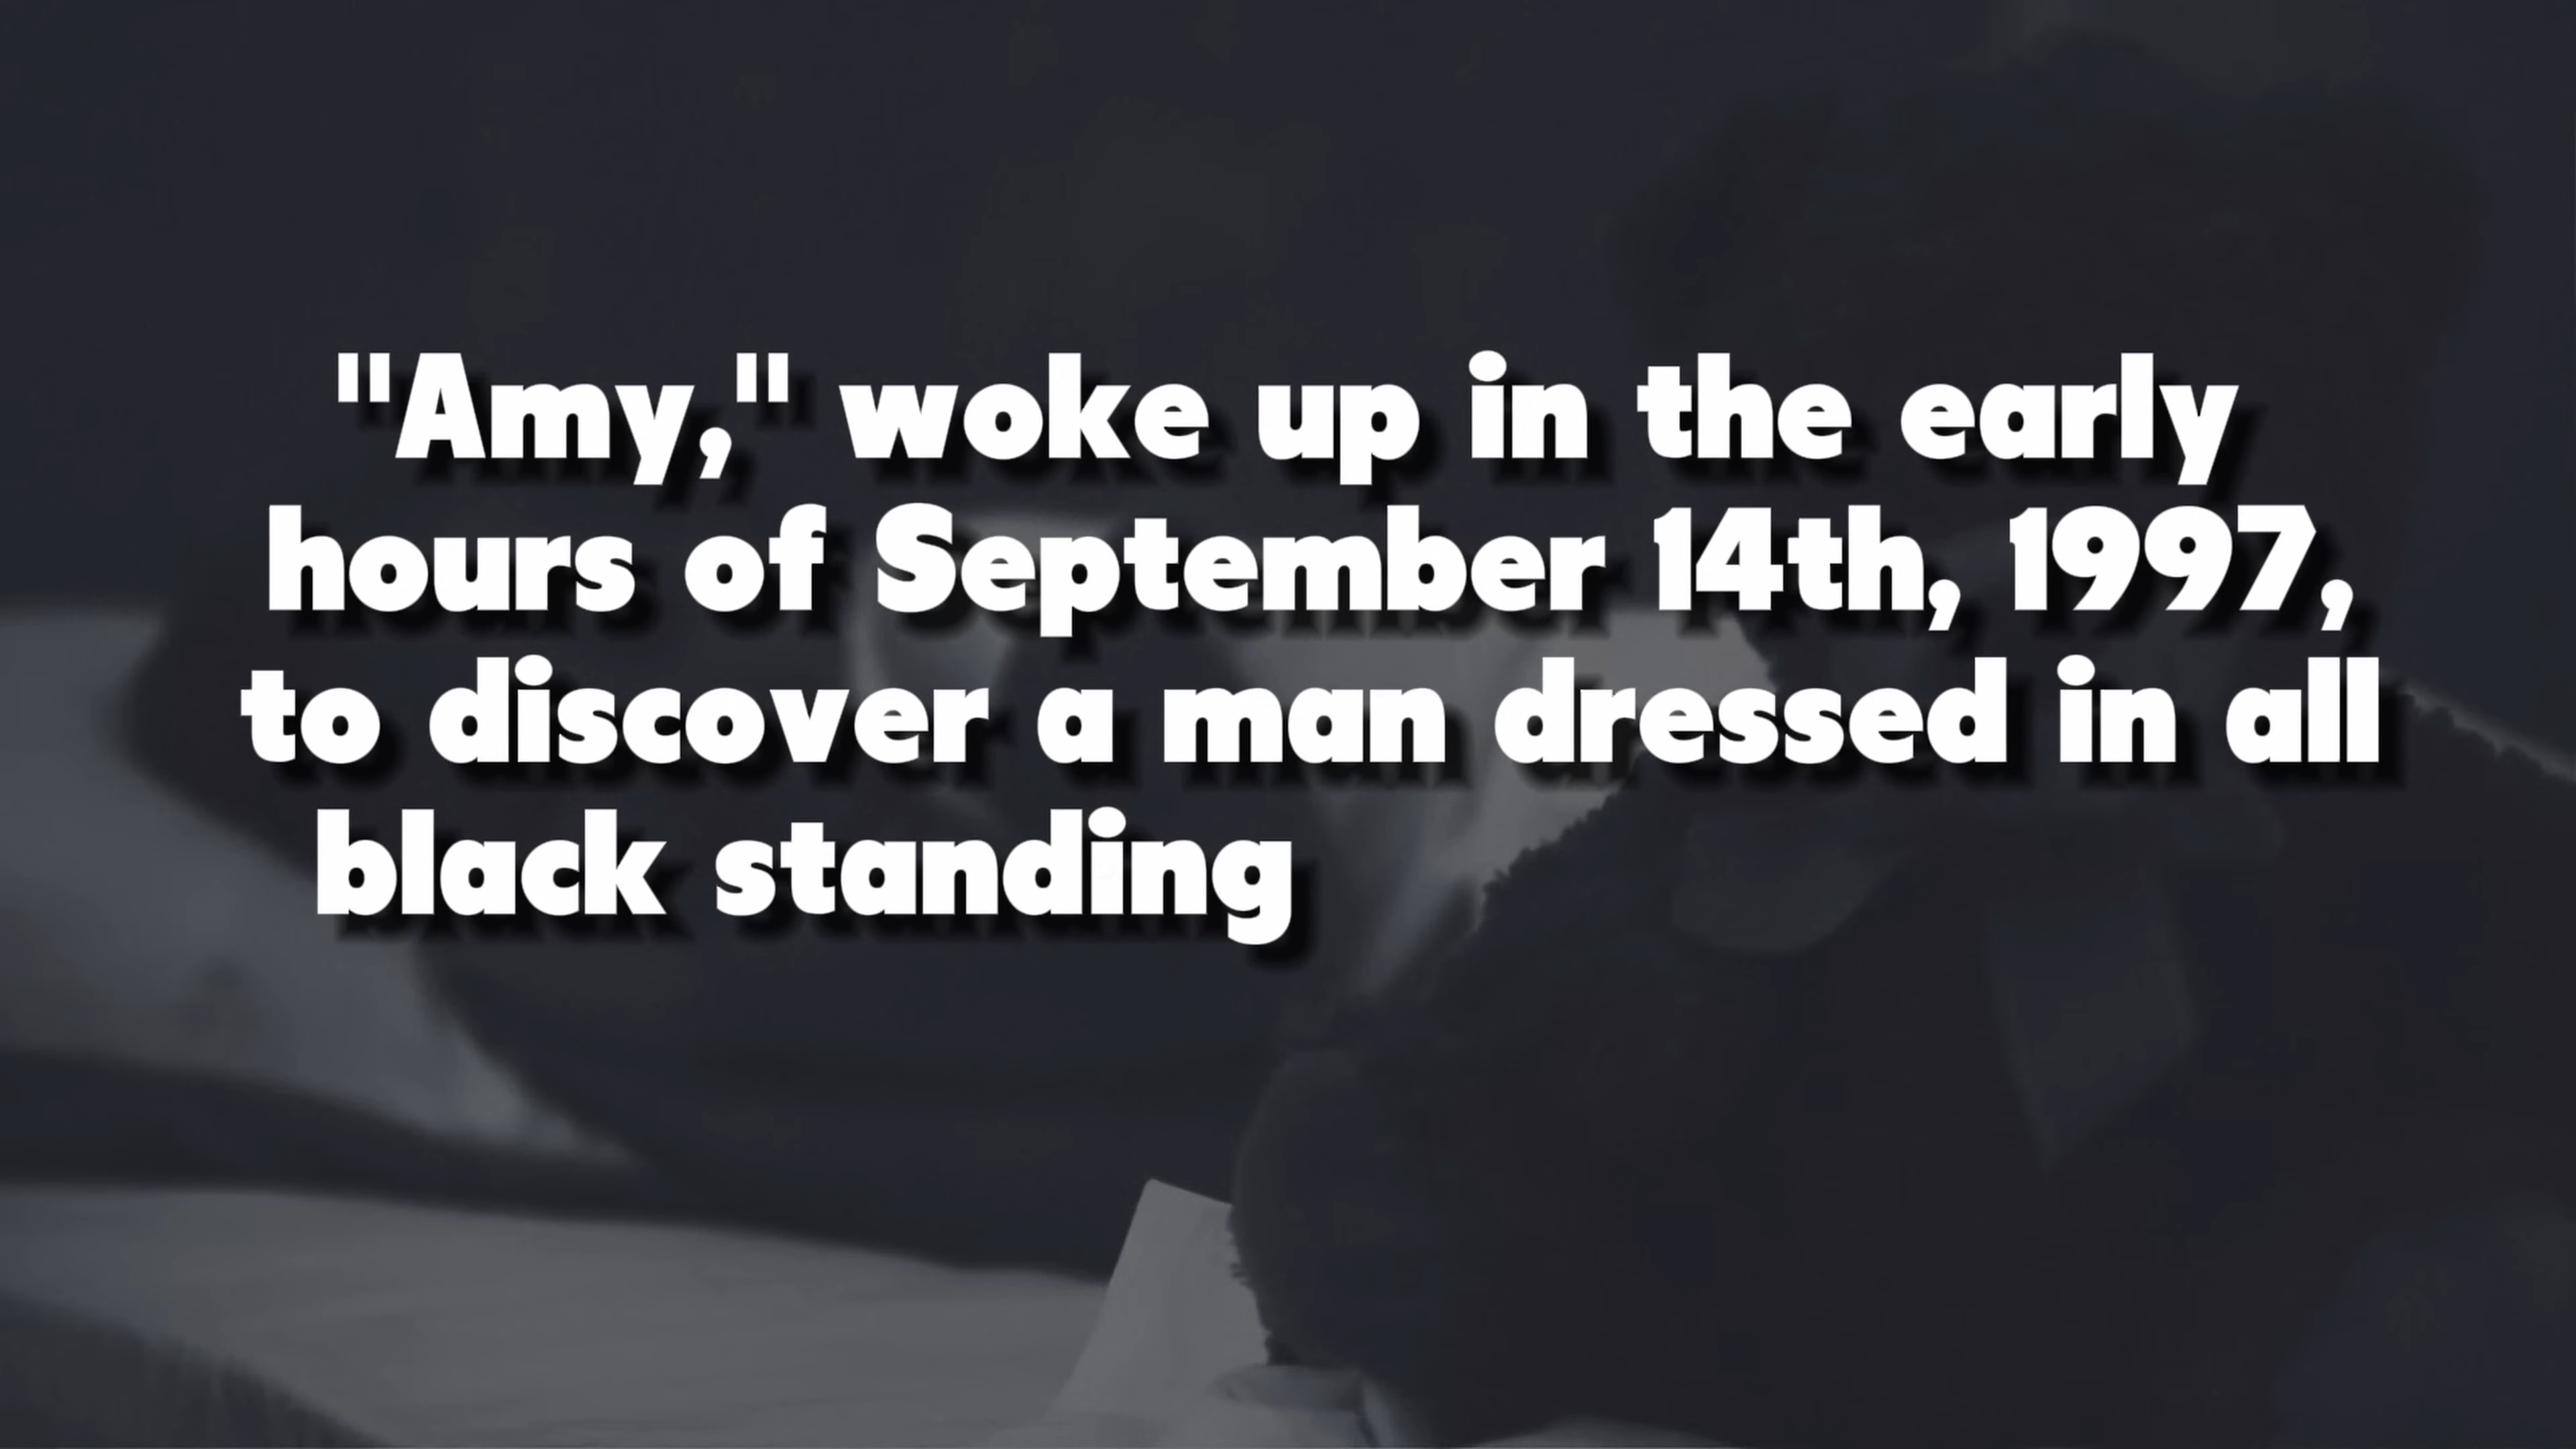 "Amy," woke up in the early
hours of September 14th, 1997,
to discover a man dressed in all
black standing